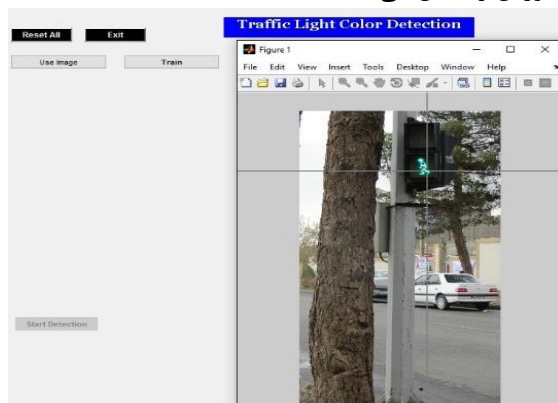 Traffic Light Color Detection
Reset All
Exit
Use Image
Train
Figure 1
File Edit View Insert Tools Desktop Window Help
Start Detection